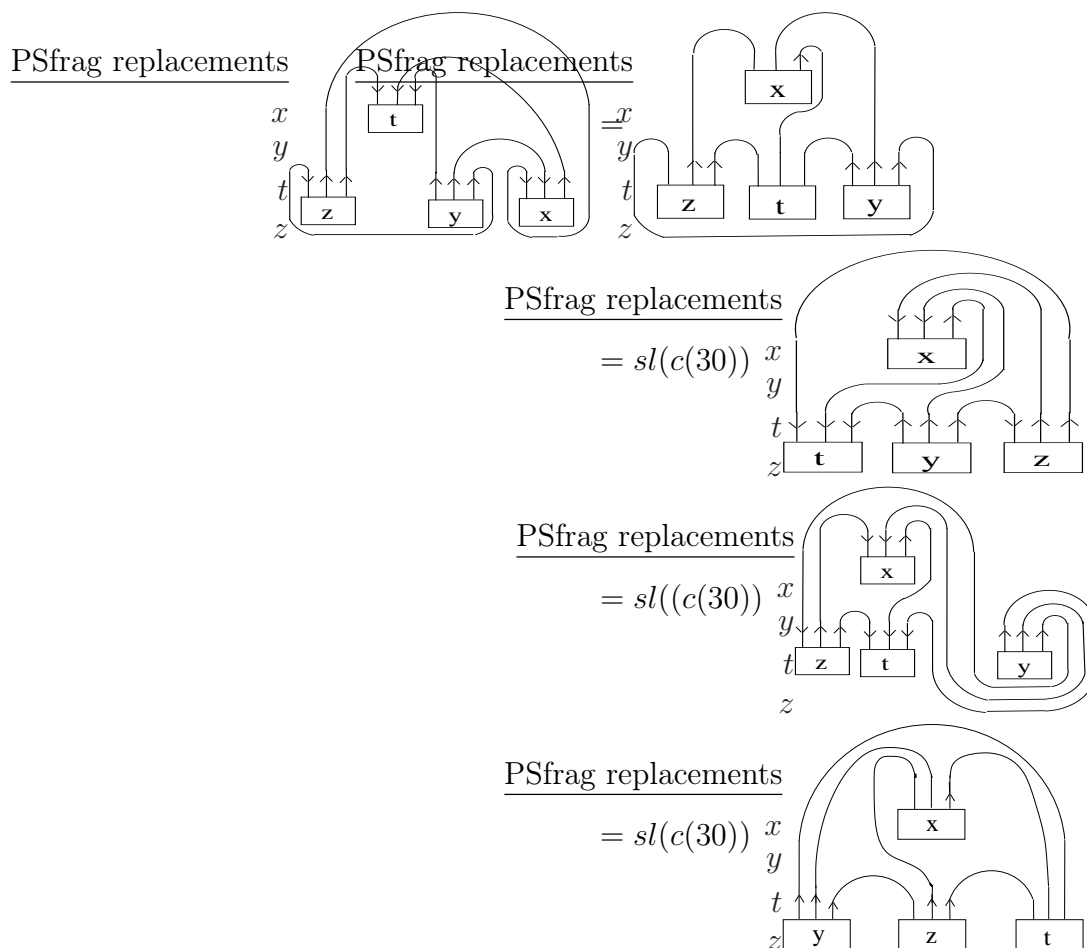 PSfrag replacements PSfrag replacements
t
x = x
x
y y
t t
z y x z t y
z z
PSfrag replacements
= sl(c(30)) x
x
y
t
t y z
z
PSfrag replacements
x
= sl((c(30)) x
y
t z t y
z
PSfrag replacements
x
= sl(c(30)) x
y
t
y z t
z